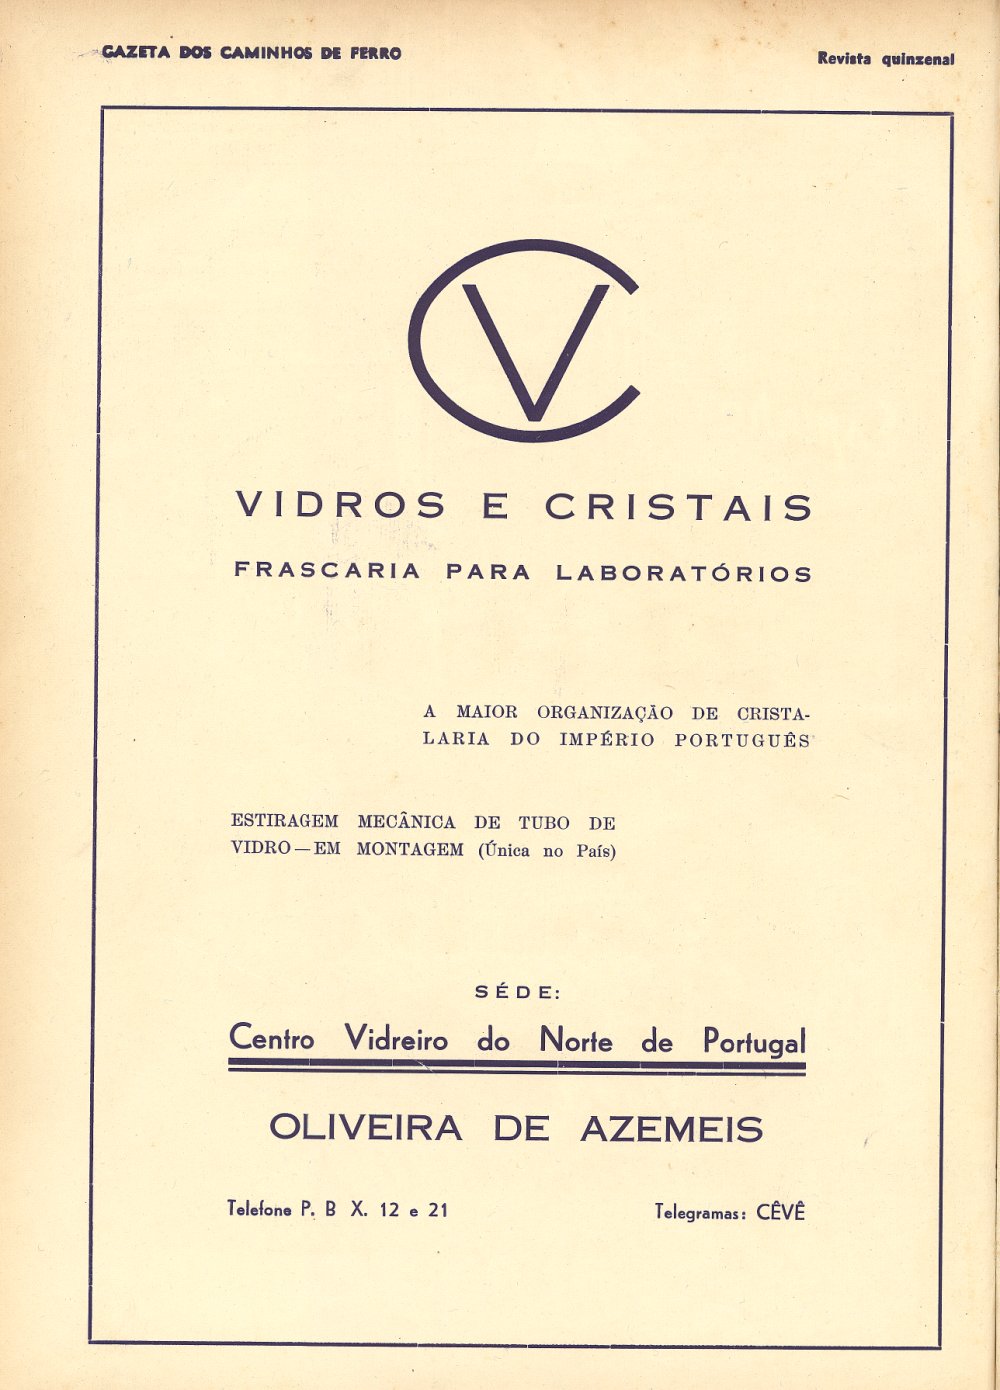 GAZETA DOS CAMINHOS DE FERRO
Revista quinzenal
CV
VIDROS E CRISTAIS
FRASCARIA PARA LABORATÓRIOS
A MAIOR ORGANIZAÇÃO DE CRISTA-
LARIA DO IMPÉRIO PORTUGUÊS
ESTIRAGEM MECÂNICA DE TUBO DE
VIDRO — EM MONTAGEM (Única no País)
SÉDE:
Centro Vidreiro do Norte de Portugal
OLIVEIRA DE AZEMEIS
Telefone P. B X. 12 e 21
Telegramas: CÊVÊ